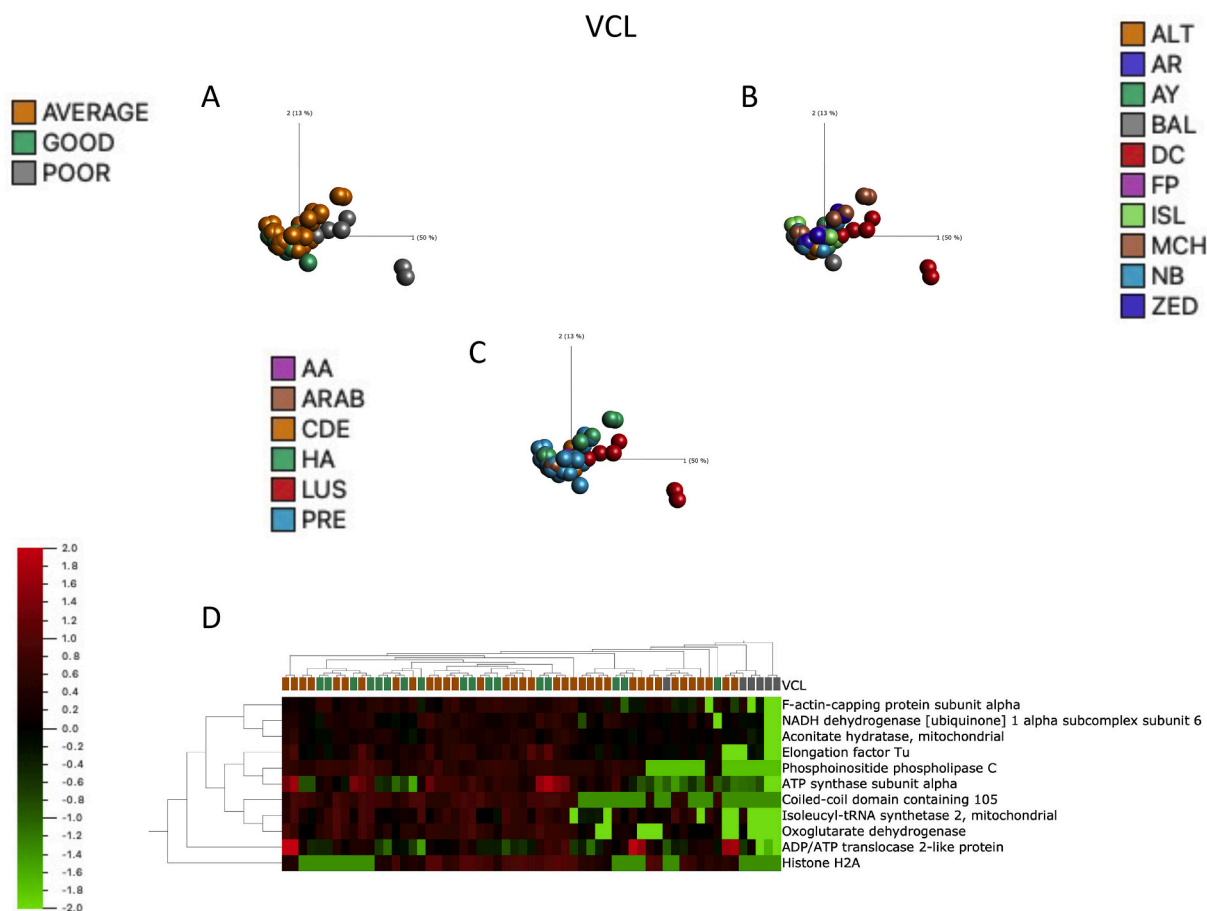 VCL
A
AVERAGE
GOOD
POOR
2 (13 %)
1 (50 %)
B
2 (13 %)
1 (50 %)
ALT
AR
AY
BAL
DC
FP
ISL
MCH
NB
ZED
C
AA
ARAB
CDE
HA
LUS
PRE
2 (13 %)
1 (50 %)
2.0
1.8
1.6
1.4
1.2
1.0
0.8
0.6
0.4
0.2
0.0
-0.2
-0.4
-0.6
-0.8
-1.0
-1.2
-1.4
-1.5
-1.8
-2.0
D
VCL
F-actin-capping protein subunit alpha
NADH dehydrogenase [ubiquinone] 1 alpha subcomplex subunit 6
Aconitate hydratase, mitochondrial
Elongation factor Tu
Phosphoinositide phospholipase C
ATP synthase subunit alpha
Coiled-coil domain containing 105
Isoleucyl-tRNA synthetase 2, mitochondrial
Oxoglutarate dehydrogenase
ADP/ATP translocase 2-like protein
Histone H2A